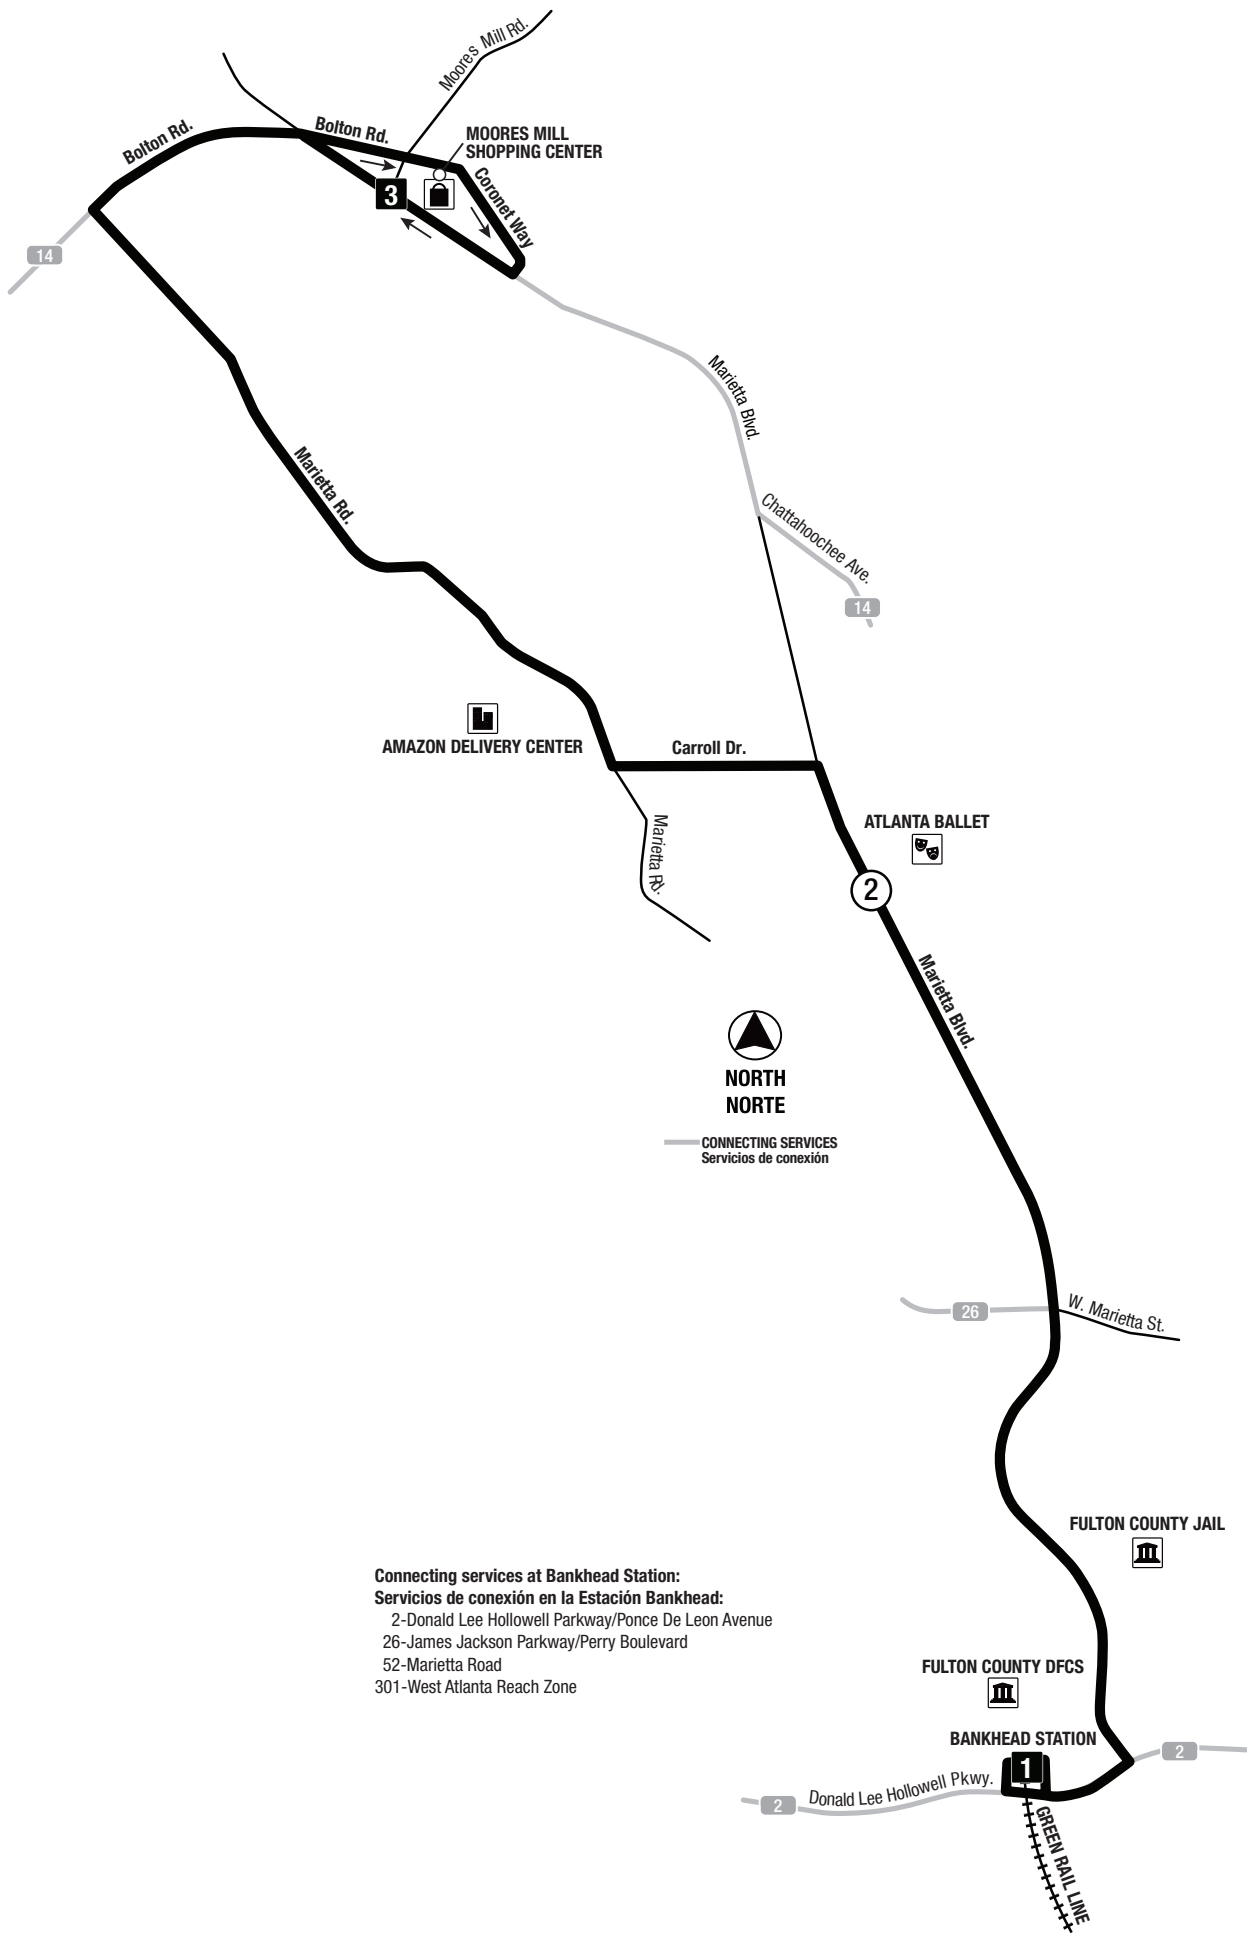 Moores Mill Rd.
Bolton Rd.
Bolton Rd.
MOORES MILL
SHOPPING CENTER
3
Coronet Way
14
Marietta Blvd.
Marietta Rd.
Chattahoochee Ave.
14
AMAZON DELIVERY CENTER
Carroll Dr.
Marietta Rd.
ATLANTA BALLET
2
Marietta Blvd.
NORTH
NORTE
CONNECTING SERVICES
Servicios de conexión
26
W. Marietta St.
FULTON COUNTY JAIL
Connecting services at Bankhead Station:
Servicios de conexión en la Estación Bankhead:
2-Donald Lee Hollowell Parkway/Ponce De Leon Avenue
26-James Jackson Parkway/Perry Boulevard
52-Marietta Road
301-West Atlanta Reach Zone
FULTON COUNTY DFCS
BANKHEAD STATION
1
2
Donald Lee Hollowell Pkwy.
2
GREEN RAIL LINE